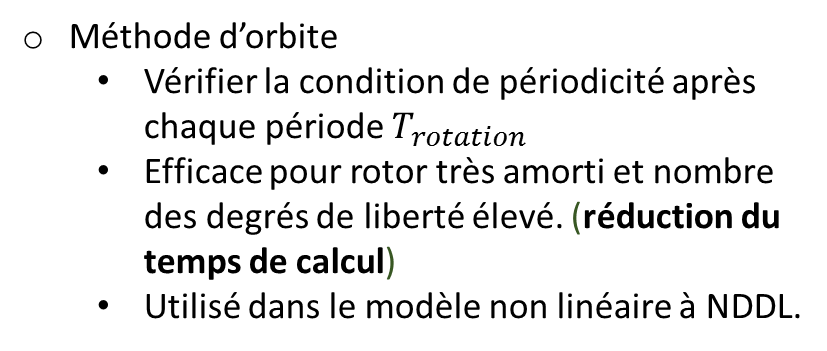 o Méthode d’orbite
• Vérifier la condition de périodicité après
chaque période T_rotation
• Efficace pour rotor très amorti et nombre
des degrés de liberté élevé. (réduction du
temps de calcul)
• Utilisé dans le modèle non linéaire à NDDL.